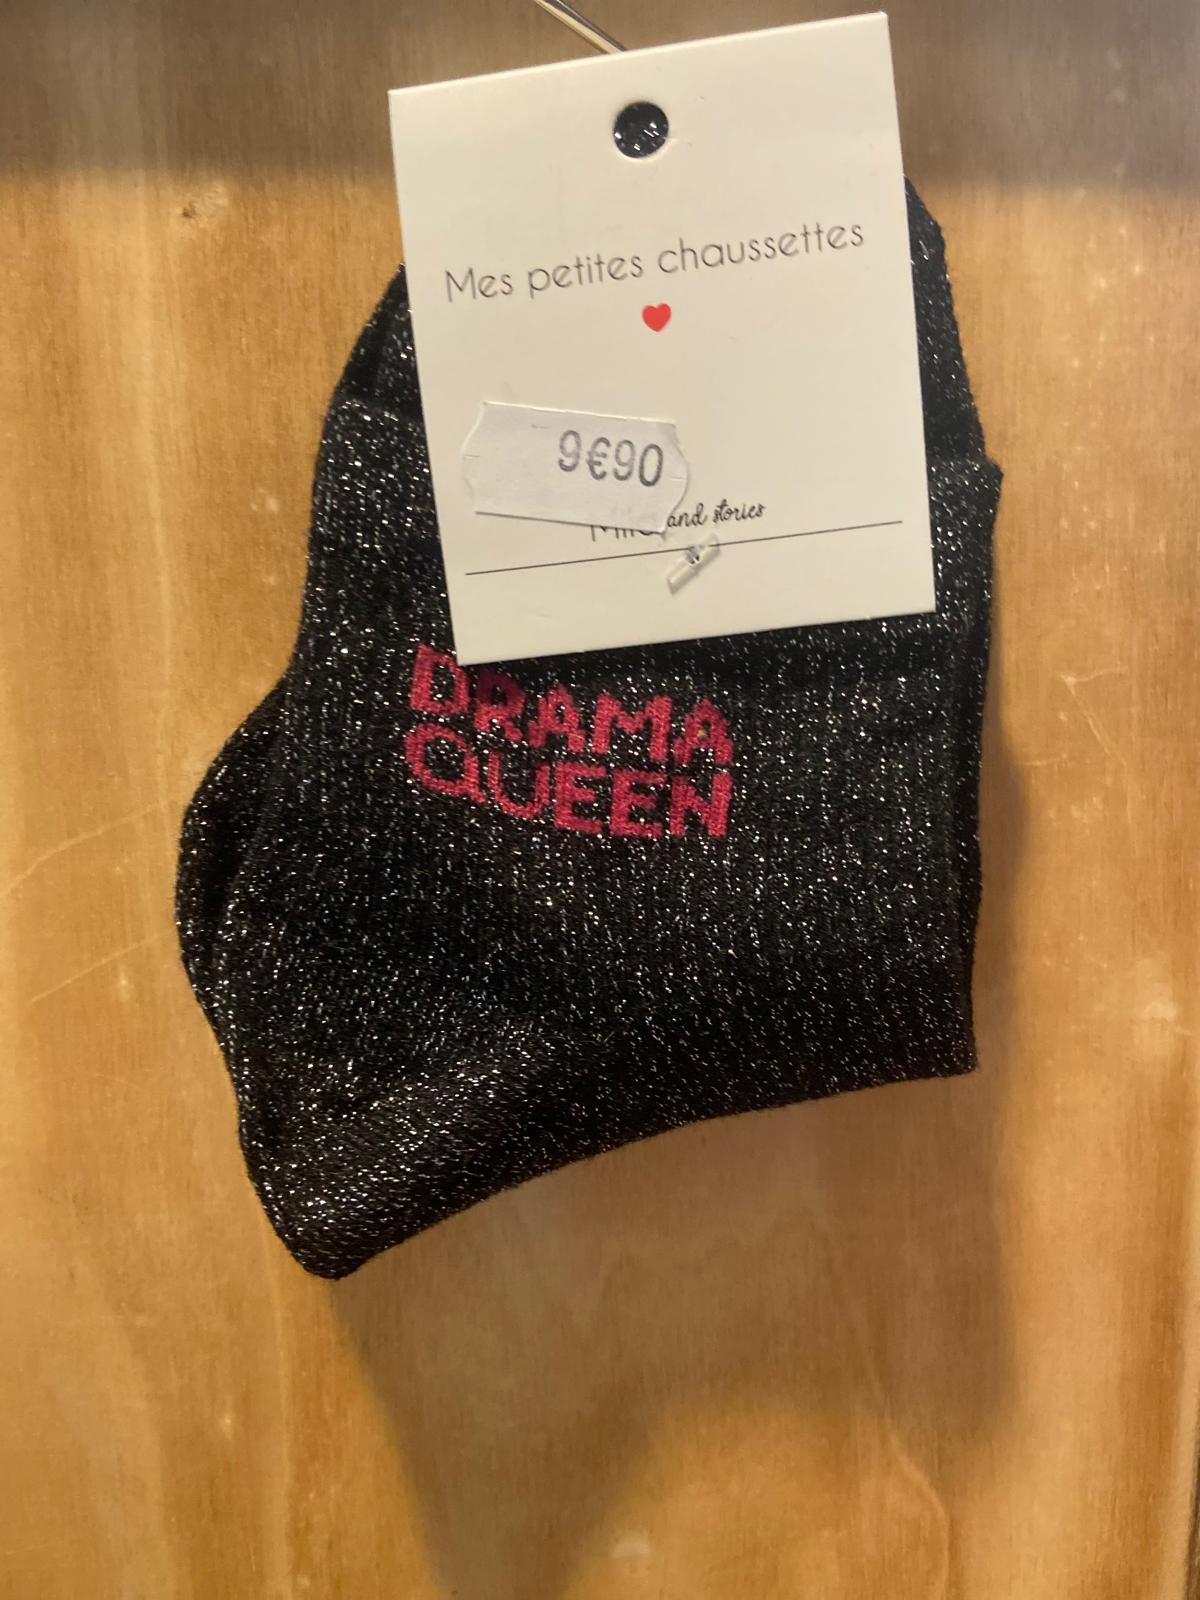 Mes petites chaussettes
9€90
and stories
DRAMA
QUEEN